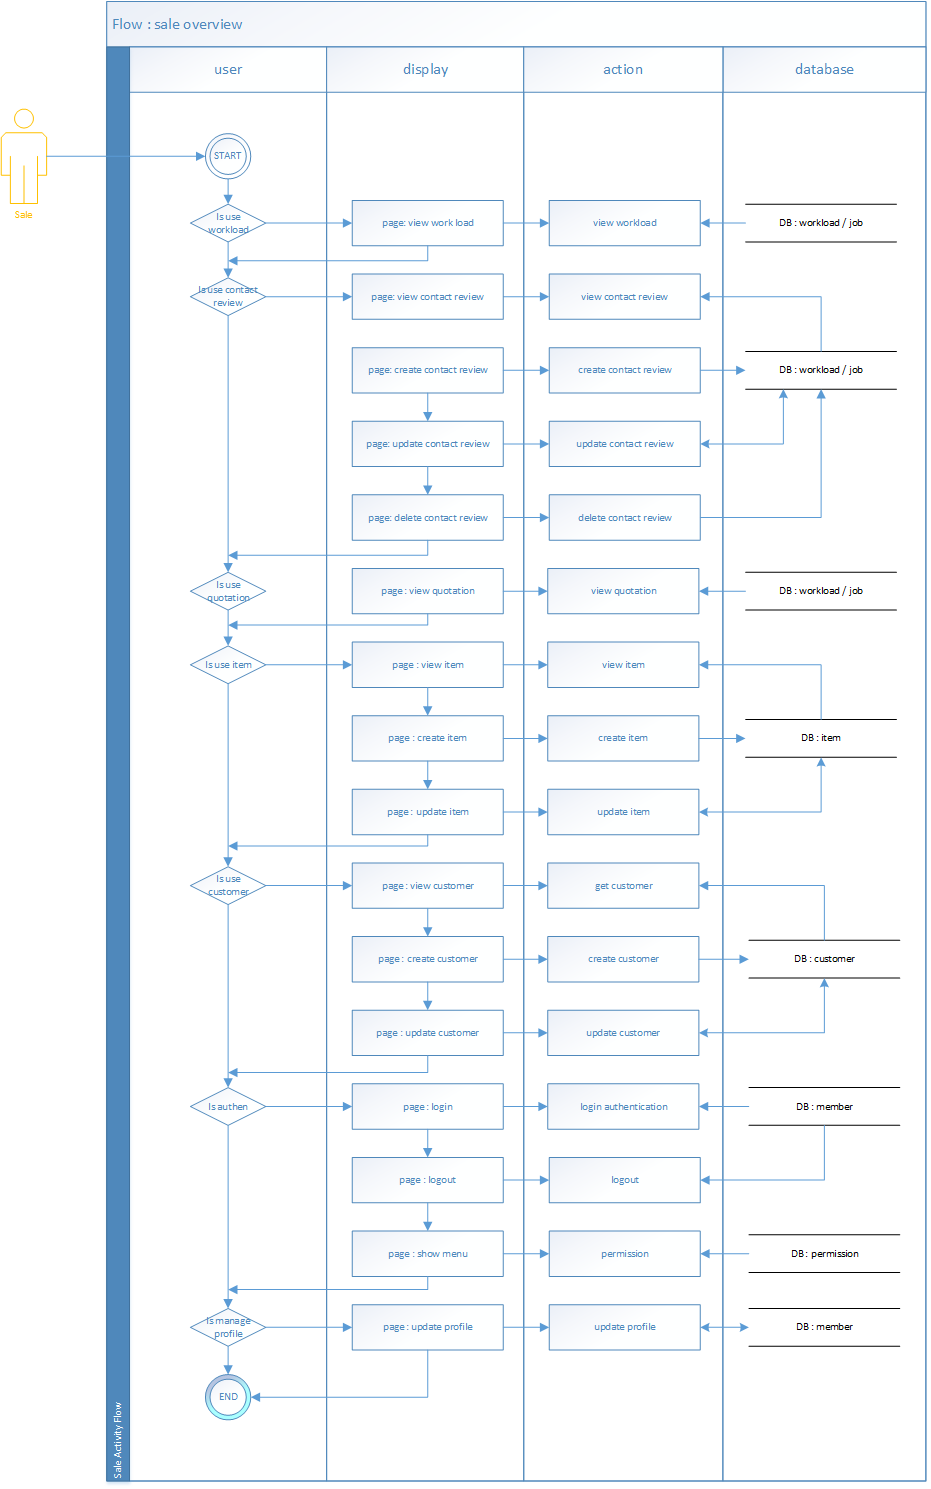 Flow : sale overview
user
display
action
database
START
Sale
Is use
workload
page: view work load
view workload
DB : workload / job
Is use contact
review
page: view contact review
view contact review
page: create contact review
create contact review
DB : workload / job
page: update contact review
update contact review
page: delete contact review
delete contact review
Is use
quotation
page : view quotation
view quotation
DB : workload / job
Is use item
page : view item
view item
page : create item
create item
DB : item
page : update item
update item
Is use
customer
page : view customer
get customer
page : create customer
create customer
DB : customer
page : update customer
update customer
Is authen
page : login
login authentication
DB : member
page : logout
logout
page : show menu
permission
DB : permission
Is manage
profile
page : update profile
update profile
DB : member
END
Sale Activity Flow